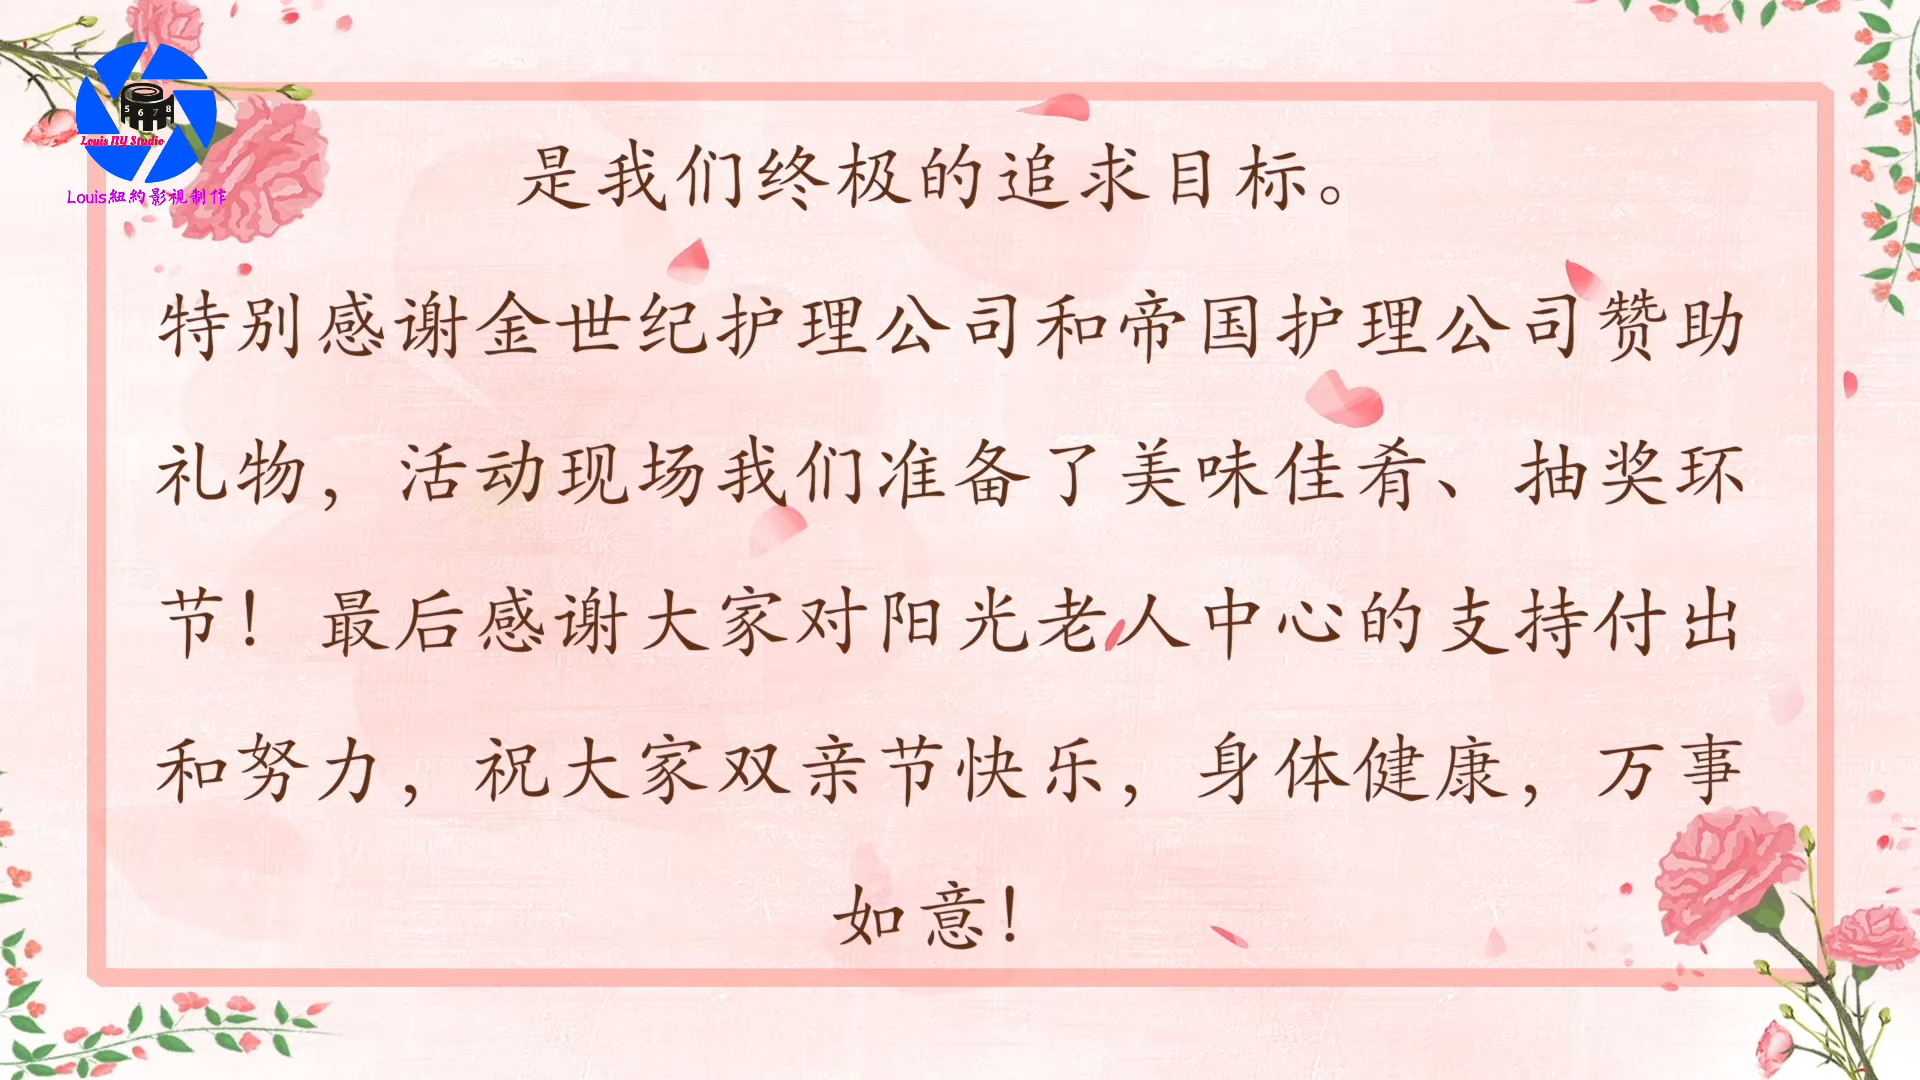 5 6 7 8
Louis NY Studio
Louis紐約影視制作
是我们终极的追求目标。
特别感谢金世纪护理公司和帝国护理公司赞助
礼物，活动现场我们准备了美味佳肴、抽奖环
节！最后感谢大家对阳光老人中心的支持付出
和努力，祝大家双亲节快乐，身体健康，万事
如意！